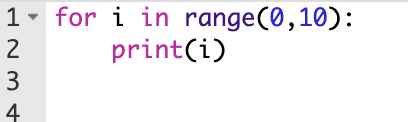 1 for i in range(0,10):
2     print(i)
3
4